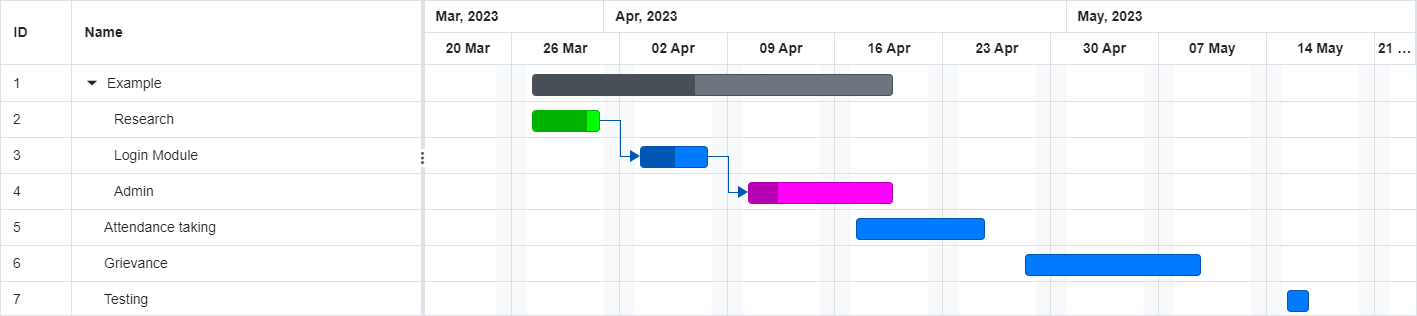 ID Name Mar, 2023 Apr, 2023 May, 2023
20 Mar 26 Mar 02 Apr 09 Apr 16 Apr 23 Apr 30 Apr 07 May 14 May 21 ...
1 Example
2 Research
3 Login Module
4 Admin
5 Attendance taking
6 Grievance
7 Testing